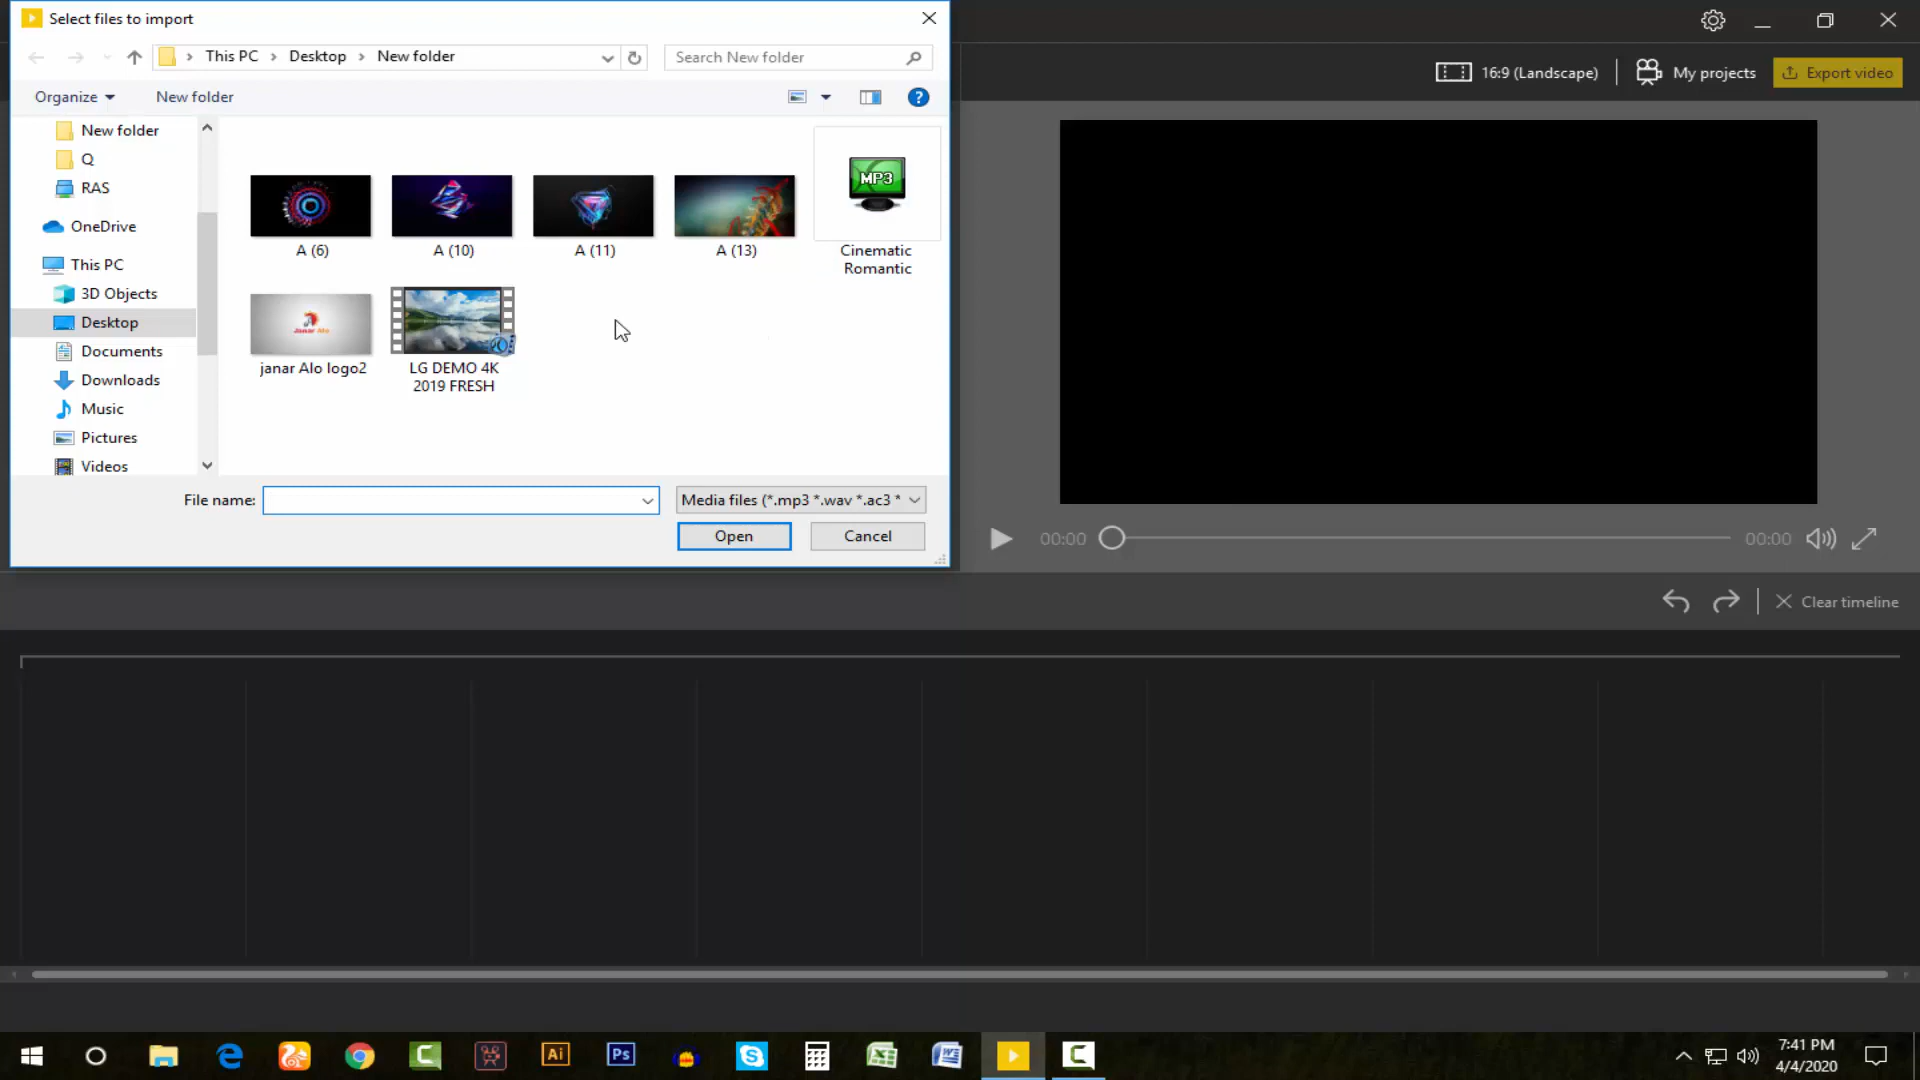 Select files to import
This PC > Desktop > New folder
Search New folder
Organize
New folder
New folder
Q
RAS
OneDrive
This PC
3D Objects
Desktop
Documents
Downloads
Music
Pictures
Videos
A (6)
A (10)
A (11)
A (13)
MP3
Cinematic
Romantic
Janar Alo
janar Alo logo2
LG DEMO 4K
2019 FRESH
File name:
Media files (*.mp3 *.wav *.ac3 *
Open
Cancel
16:9 (Landscape)
My projects
Export video
00:00
00:00
Clear timeline
Ai
Ps
7:41 PM
4/4/2020